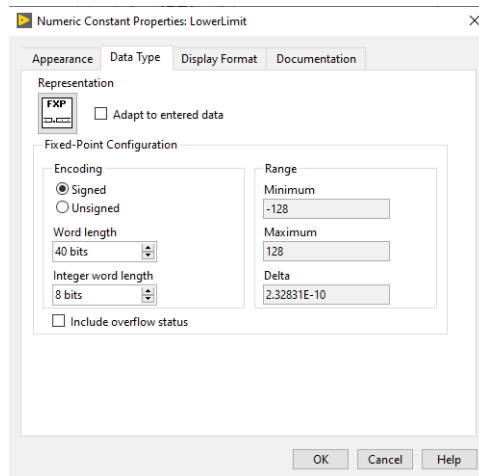 Numeric Constant Properties: LowerLimit
Appearance Data Type Display Format Documentation
Representation
FXP
Adapt to entered data
Fixed-Point Configuration
Encoding
Signed
Unsigned
Word length
40 bits
Integer word length
8 bits
Range
Minimum
-128
Maximum
128
Delta
2.32831E-10
Include overflow status
OK Cancel Help